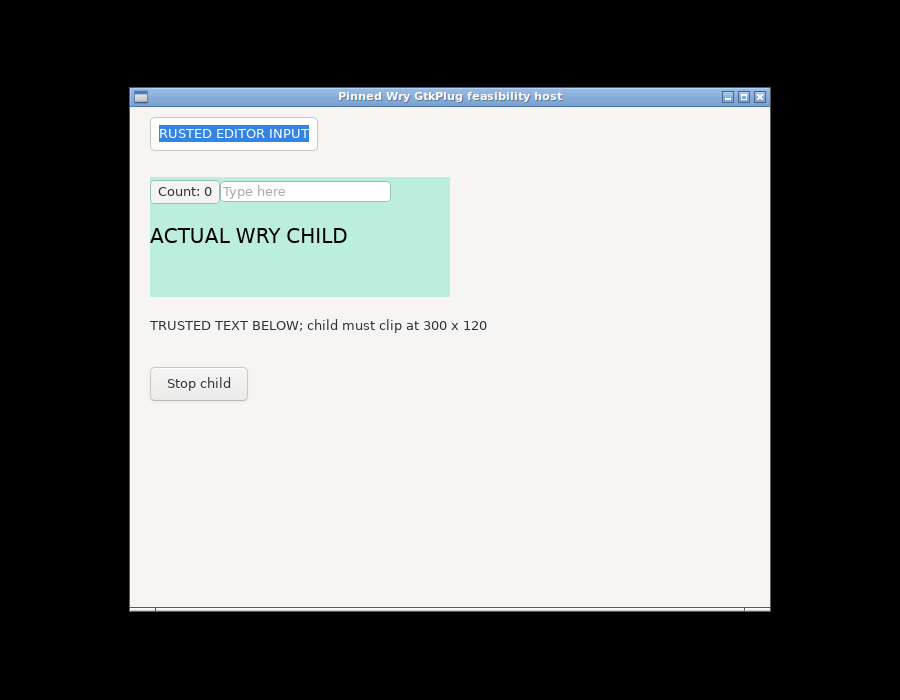 Pinned Wry GtkPlug feasibility host
RUSTED EDITOR INPUT
Count: 0 Type here
ACTUAL WRY CHILD
TRUSTED TEXT BELOW; child must clip at 300 x 120
Stop child